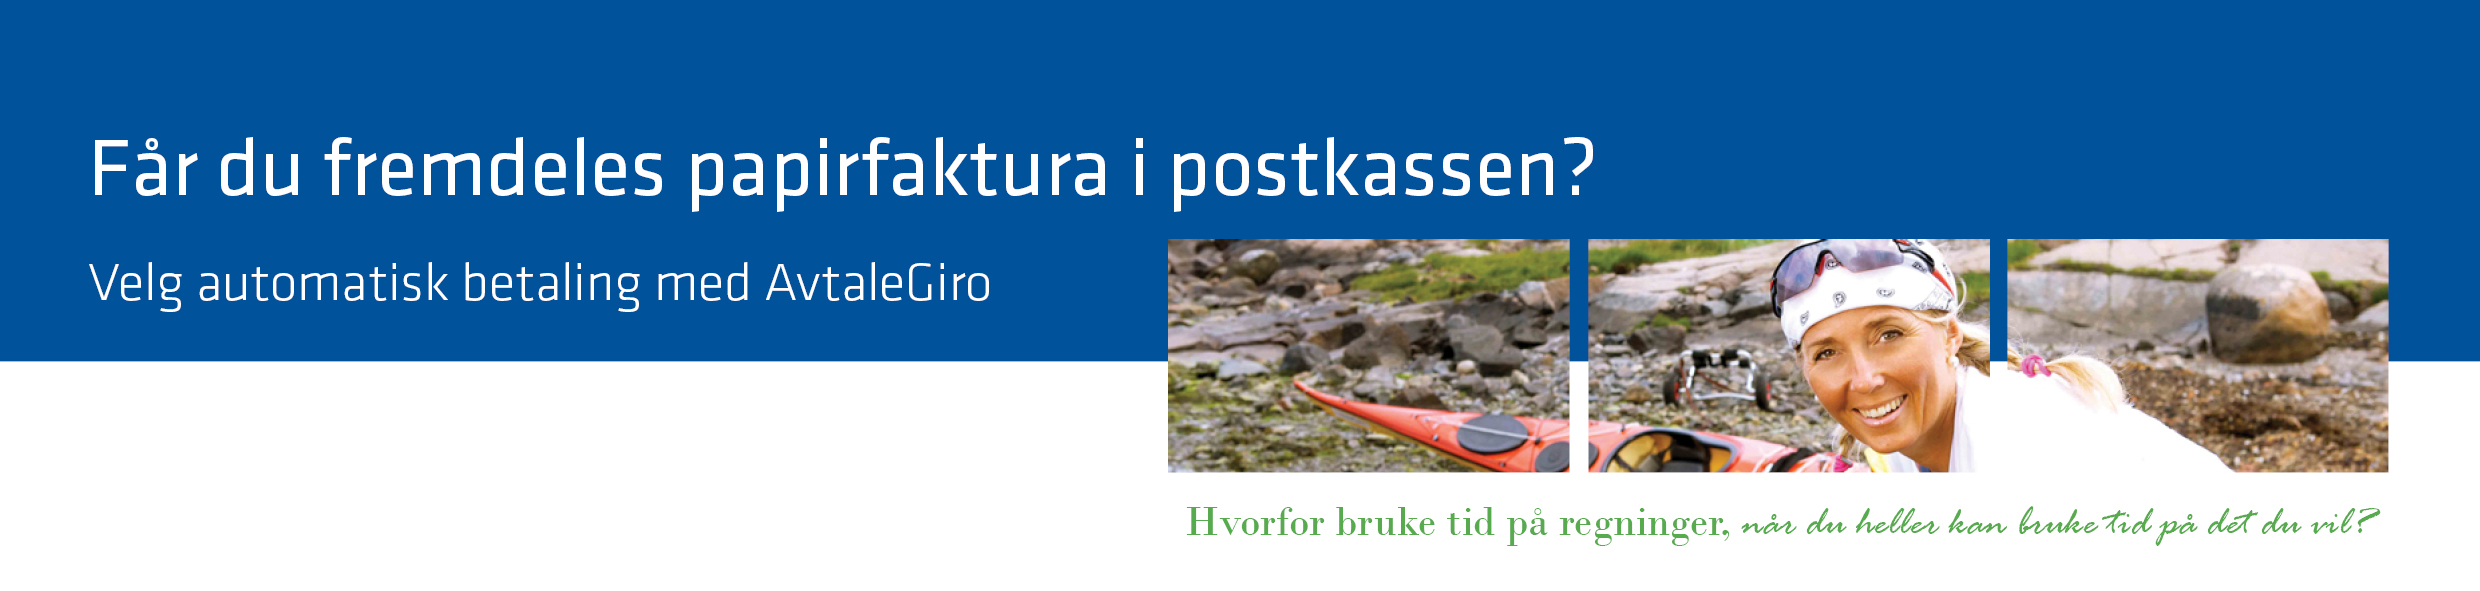 Får du fremdeles papirfaktura i postkassen?
Velg automatisk betaling med AvtaleGiro
Hvorfor bruke tid på regninger, når du heller kan bruke tid på det du vil?